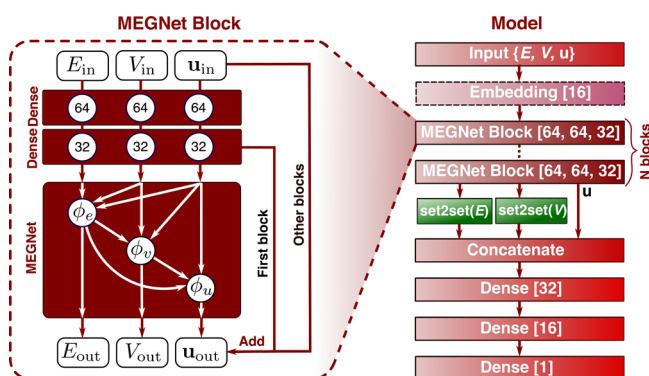 MEGNet Block
E_in V_in u_in
Dense
64 64 64
Dense
32 32 32
MEGNet
ϕ_e
ϕ_v
ϕ_u
First block
Other blocks
Add
E_out V_out u_out
Model
Input {E, V, u}
Embedding [16]
MEGNet Block [64, 64, 32]
MEGNet Block [64, 64, 32]
N blocks
u
set2set(E) set2set(V)
Concatenate
Dense [32]
Dense [16]
Dense [1]